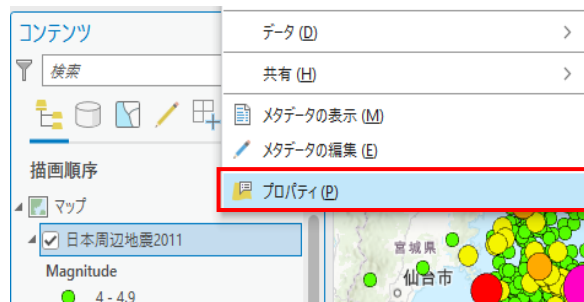 コンテンツ
検索
描画順序
マップ
日本周辺地震2011
Magnitude
4 - 4.9
データ (D)
共有 (H)
メタデータの表示 (M)
メタデータの編集 (E)
プロパティ (P)
宮城県
仙台市